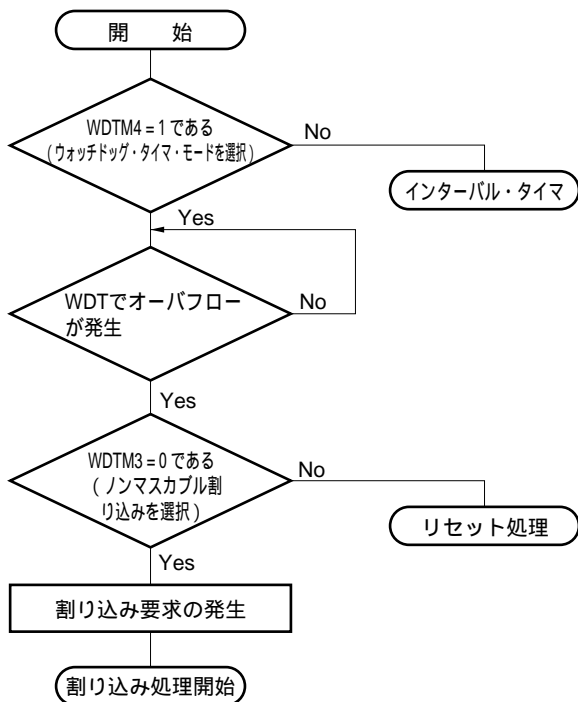 開 始
WDTM4 = 1 である
(ウォッチドッグ・タイマ・モードを選択)
No
インターバル・タイマ
Yes
WDTでオーバフロー
が発生
No
Yes
WDTM3 = 0 である
(ノンマスカブル割
り込みを選択)
No
リセット処理
Yes
割り込み要求の発生
割り込み処理開始